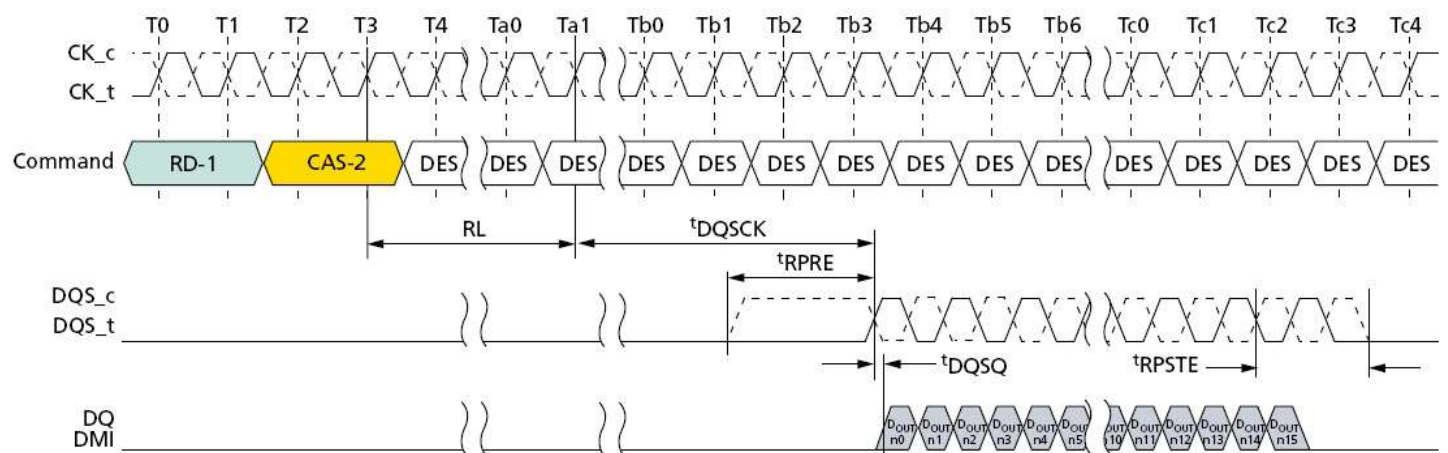 T0 T1 T2 T3 T4 Ta0 Ta1 Tb0 Tb1 Tb2 Tb3 Tb4 Tb5 Tb6 Tc0 Tc1 Tc2 Tc3 Tc4
CK_c
CK_t
Command RD-1 CAS-2 DES DES DES DES DES DES DES DES DES DES DES DES DES DES DES
RL tDQSCK
tRPRE
DQS_c
DQS_t
tDQSQ tRPSTE
DQ
DMI
DOUT n0 DOUT n1 DOUT n2 DOUT n3 DOUT n4 DOUT n5 DOUT n10 DOUT n11 DOUT n12 DOUT n13 DOUT n14 DOUT n15